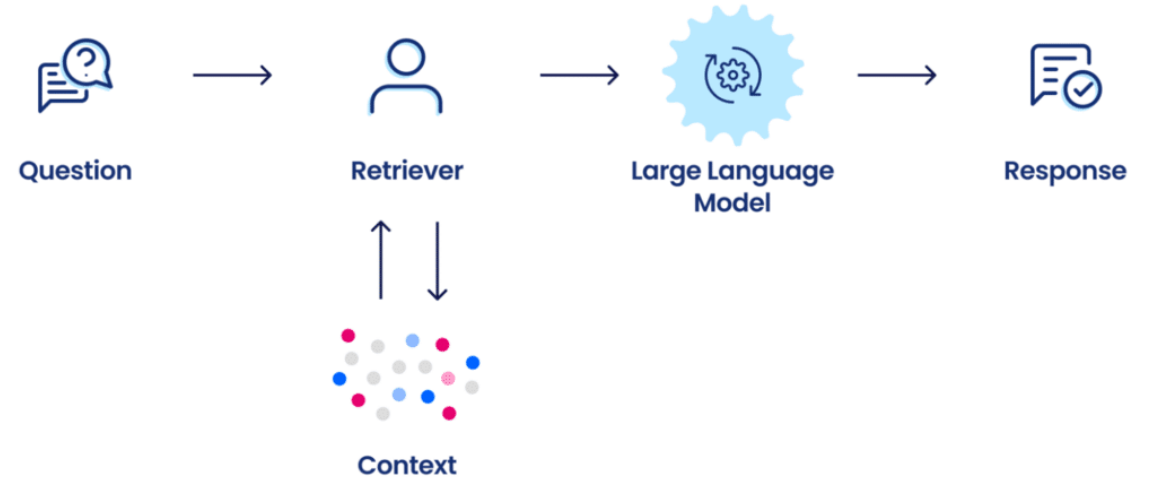 ?
Question
Retriever
Large Language
Model
Response
Context